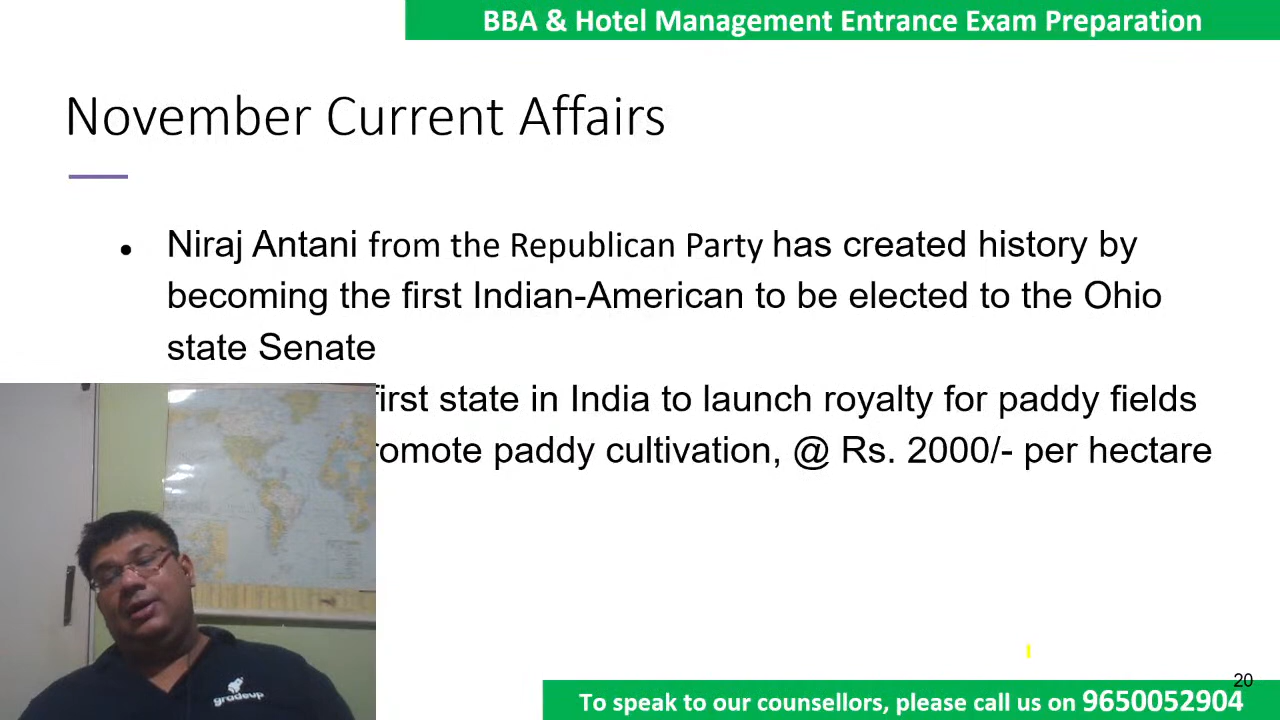 BBA & Hotel Management Entrance Exam Preparation
November Current Affairs
• Niraj Antani from the Republican Party has created history by
becoming the first Indian-American to be elected to the Ohio
state Senate
first state in India to launch royalty for paddy fields
romote paddy cultivation, @ Rs. 2000/- per hectare
gradeup
20
To speak to our counsellors, please call us on 9650052904